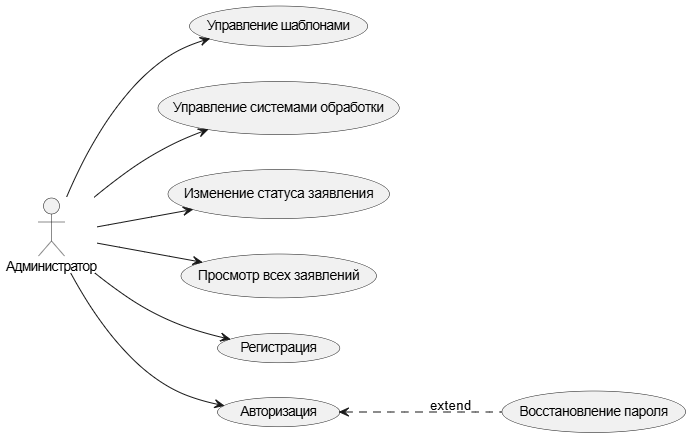 Управление шаблонами
Управление системами обработки
Изменение статуса заявления
Администратор
Просмотр всех заявлений
Регистрация
Авторизация
extend
Восстановление пароля